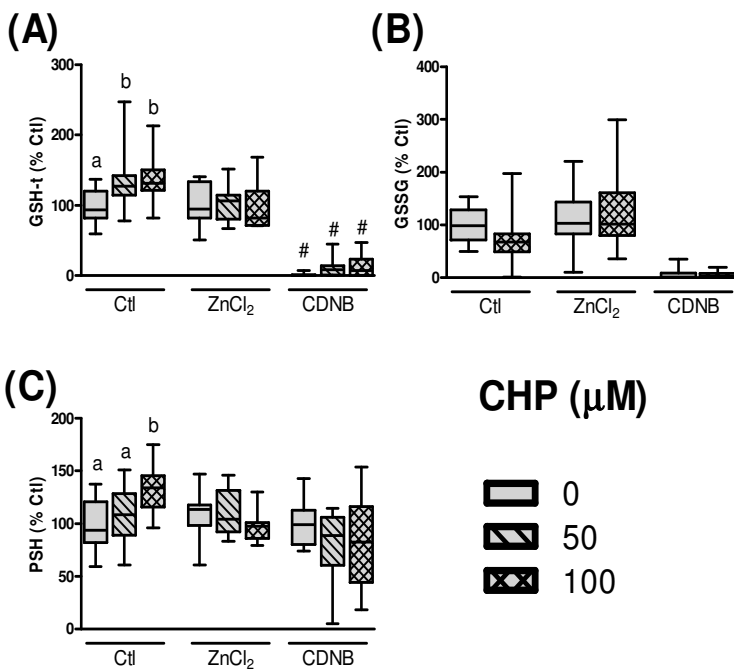 (A)
GSH-t (% Ctl)
300
200
100
0
a
b
b
#
#
#
Ctl
ZnCl₂
CDNB
(B)
GSSG (% Ctl)
400
300
200
100
0
Ctl
ZnCl₂
CDNB
(C)
PSH (% Ctl)
200
150
100
50
0
a
a
b
Ctl
ZnCl₂
CDNB
CHP (μM)
0
50
100